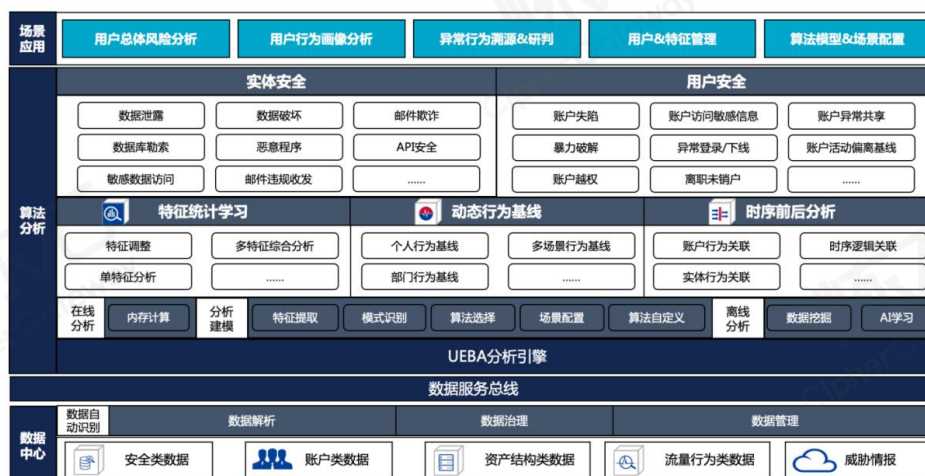 场景
应用
用户总体风险分析
用户行为画像分析
异常行为溯源&研判
用户&特征管理
算法模型&场景配置
算法
分析
实体安全
用户安全
数据泄露
数据破坏
邮件欺诈
账户失陷
账户访问敏感信息
账户异常共享
数据库勒索
恶意程序
API安全
暴力破解
异常登录/下线
账户活动偏离基线
敏感数据访问
邮件违规收发
......
账户越权
离职未销户
......
特征统计学习
动态行为基线
时序前后分析
特征调整
多特征综合分析
个人行为基线
多场景行为基线
账户行为关联
时序逻辑关联
单特征分析
......
部门行为基线
......
实体行为关联
......
在线
分析
内存计算
分析
建模
特征提取
模式识别
算法选择
场景配置
算法自定义
离线
分析
数据挖掘
AI学习
UEBA分析引擎
数据服务总线
数据
中心
数据自
动识别
数据解析
数据治理
数据管理
安全类数据
账户类数据
资产结构类数据
流量行为类数据
威胁情报